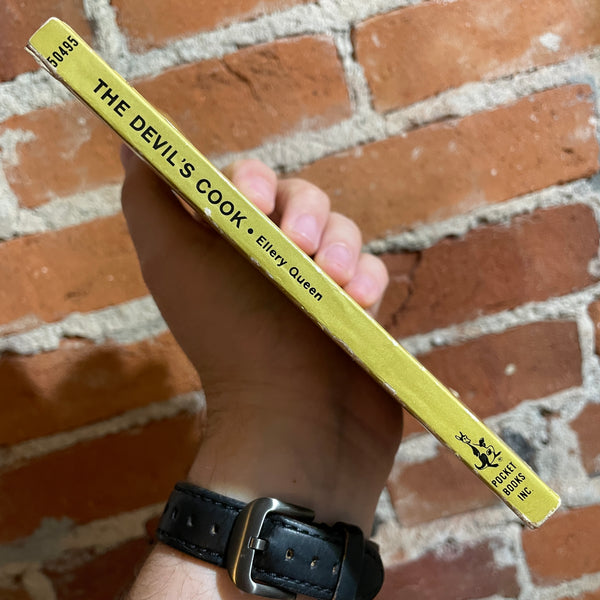 50495
THE DEVIL'S COOK • Ellery Queen
POCKET
BOOKS
INC.